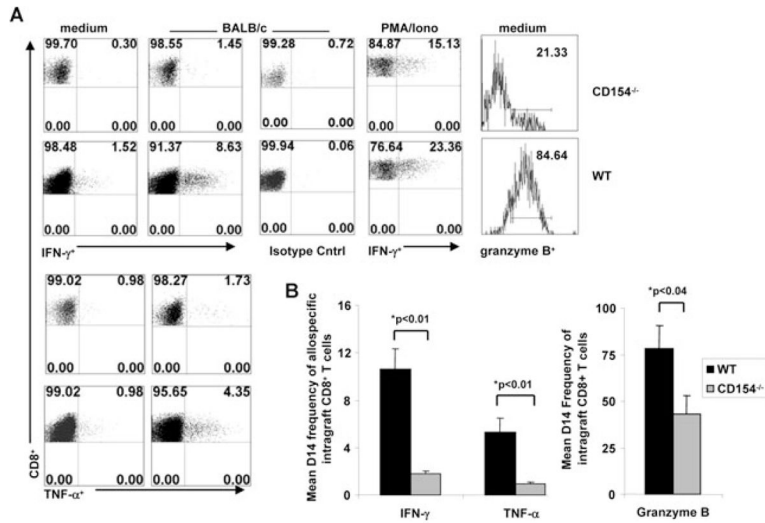 A
medium
BALB/c
PMA/Iono
medium
99.70 0.30
98.55 1.45
99.28 0.72
84.87 15.13
21.33
0.00 0.00
0.00 0.00
0.00 0.00
0.00 0.00
CD154-/-
98.48 1.52
91.37 8.63
99.94 0.06
76.64 23.36
84.64
0.00 0.00
0.00 0.00
0.00 0.00
0.00 0.00
WT
IFN-γ+
Isotype Cntrl
IFN-γ+
granzyme B+
99.02 0.98
98.27 1.73
0.00 0.00
0.00 0.00
99.02 0.98
95.65 4.35
0.00 0.00
0.00 0.00
CD8+
TNF-α+
B
Mean D14 frequency of allospecific
intragraft CD8+ T cells
16
12
8
4
0
*p<0.01
*p<0.01
IFN-γ
TNF-α
Mean D14 Frequency of
intragraft CD8+ T cells
100
75
50
25
0
*p<0.04
Granzyme B
WT
CD154-/-